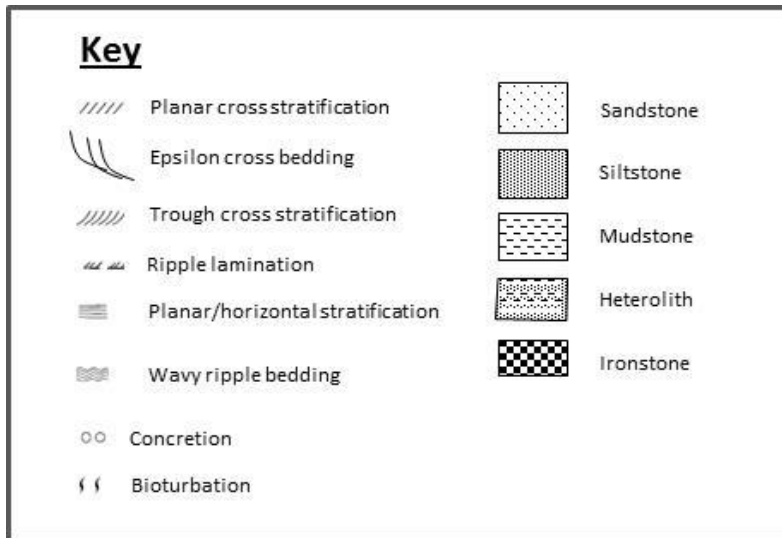 Key
Planar cross stratification
Epsilon cross bedding
Trough cross stratification
Ripple lamination
Planar/horizontal stratification
Wavy ripple bedding
Concretion
Bioturbation
Sandstone
Siltstone
Mudstone
Heterolith
Ironstone